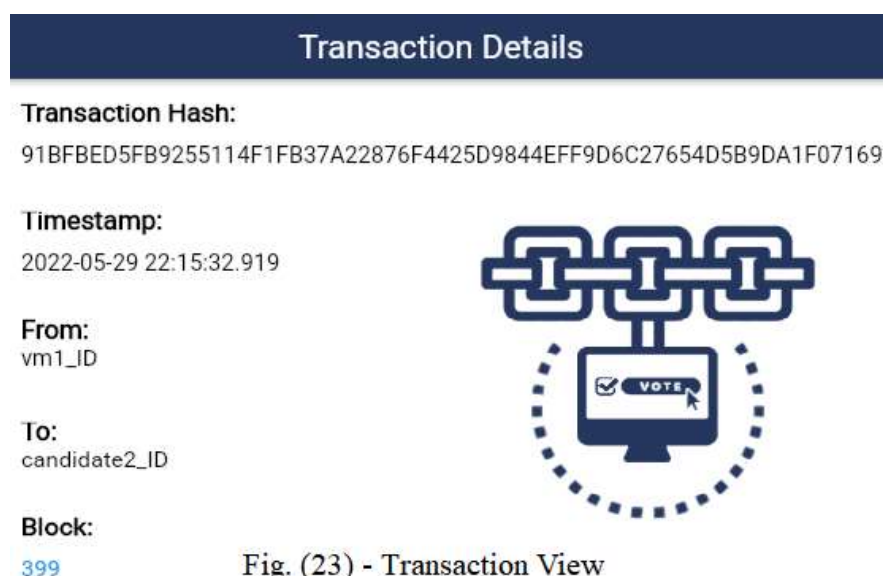 Transaction Details
Transaction Hash:
91BFBED5FB9255114F1FB37A22876F4425D9844EFF9D6C27654D5B9DA1F07169
Timestamp:
2022-05-29 22:15:32.919
From:
vm1_ID
VOTE
To:
candidate2_ID
Block:
399
Fig. (23) - Transaction View